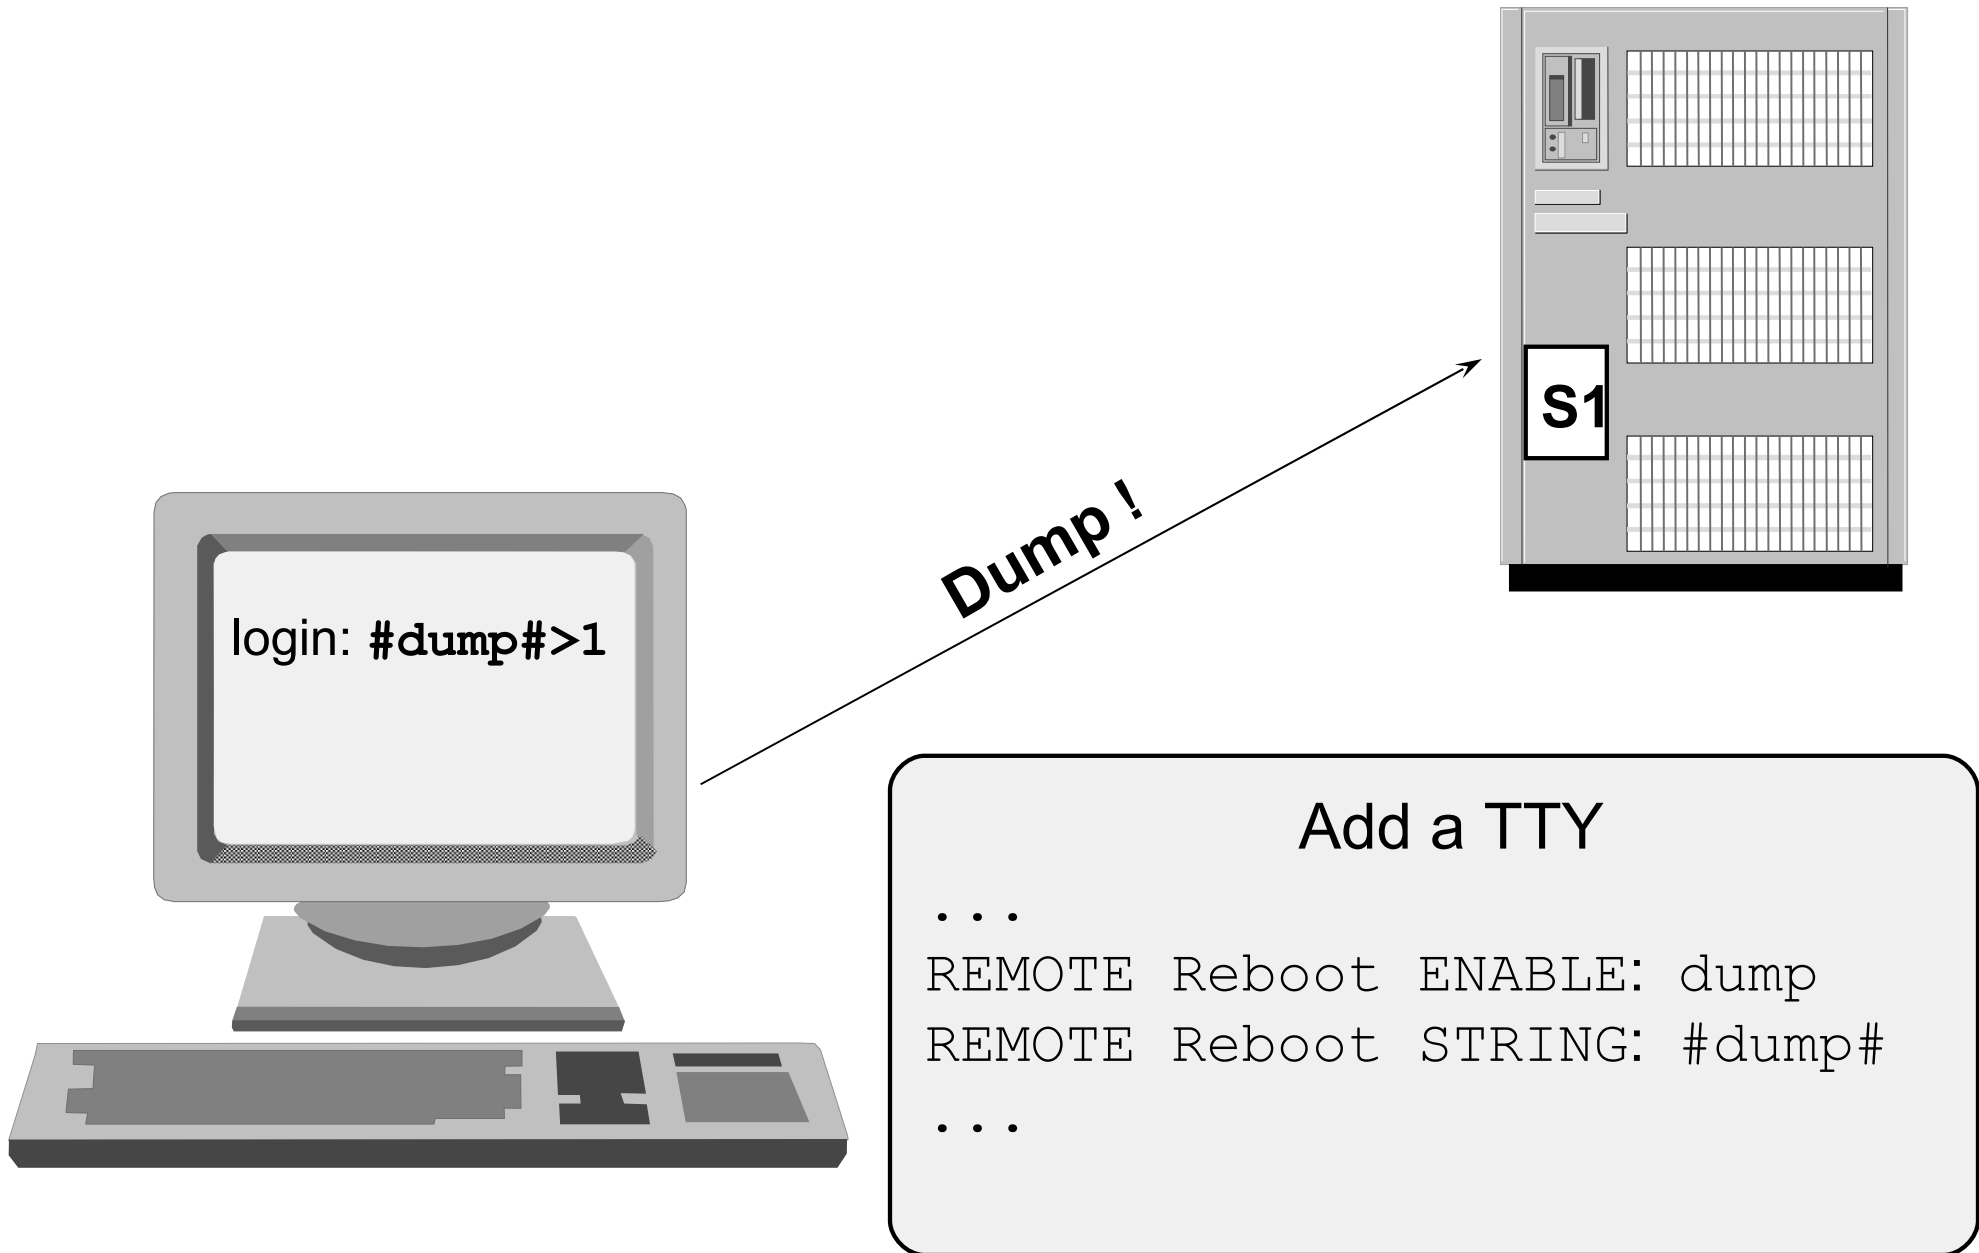 S1
Dump !
login: #dump#>1
Add a TTY
...
REMOTE Reboot ENABLE: dump
REMOTE Reboot STRING: #dump#
...